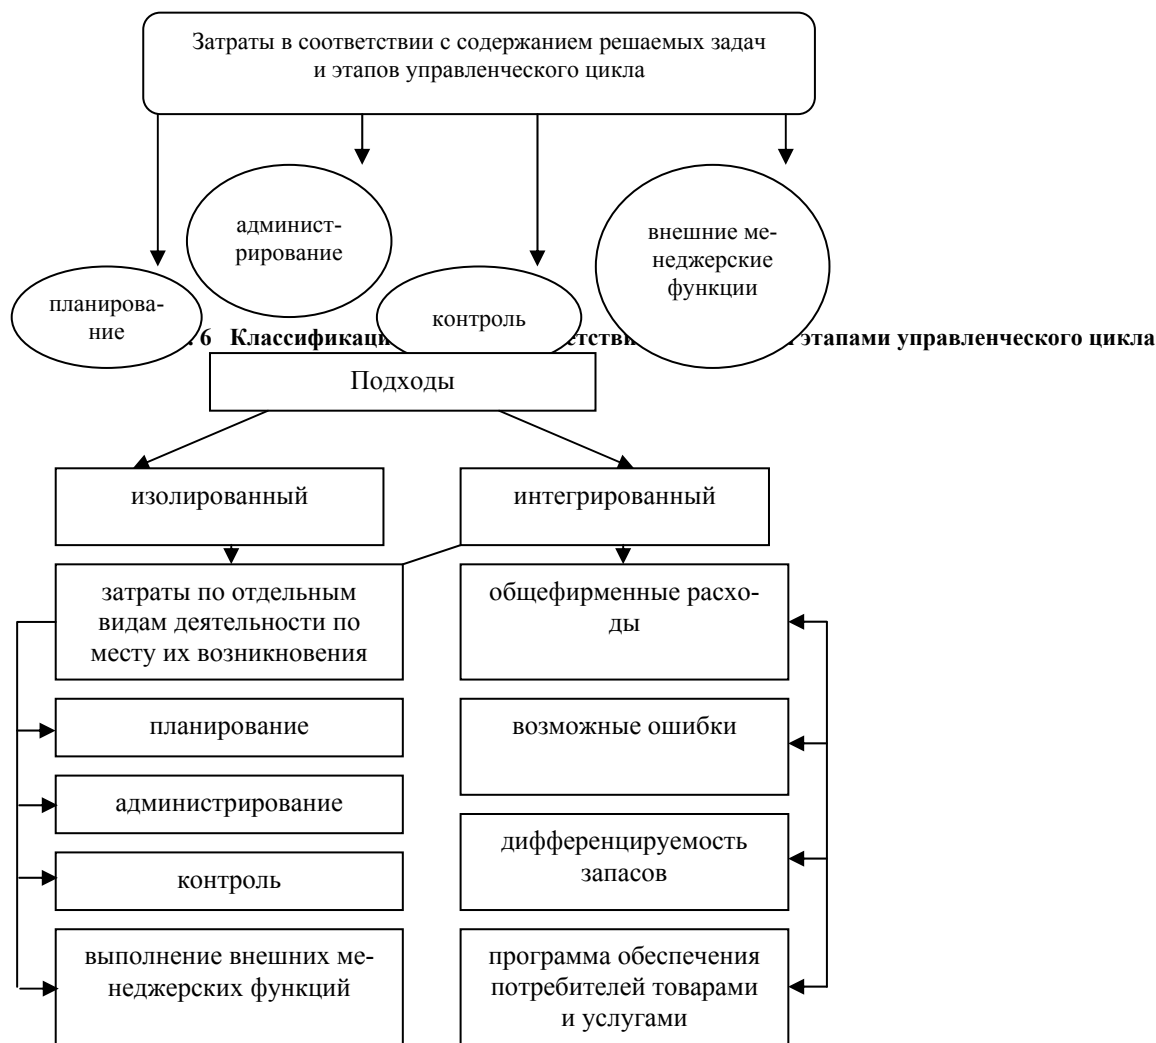 Затраты в соответствии с содержанием решаемых задач
и этапов управленческого цикла
админист-
рирование
внешние ме-
неджерские
функции
планирова-
ние
контроль
6 Классификаци этапами управленческого цикла
Подходы
изолированный
интегрированный
затраты по отдельным
видам деятельности по
месту их возникновения
общефирменные расхо-
ды
планирование
возможные ошибки
администрирование
дифференцируемость
запасов
контроль
выполнение внешних ме-
неджерских функций
программа обеспечения
потребителей товарами
и услугами